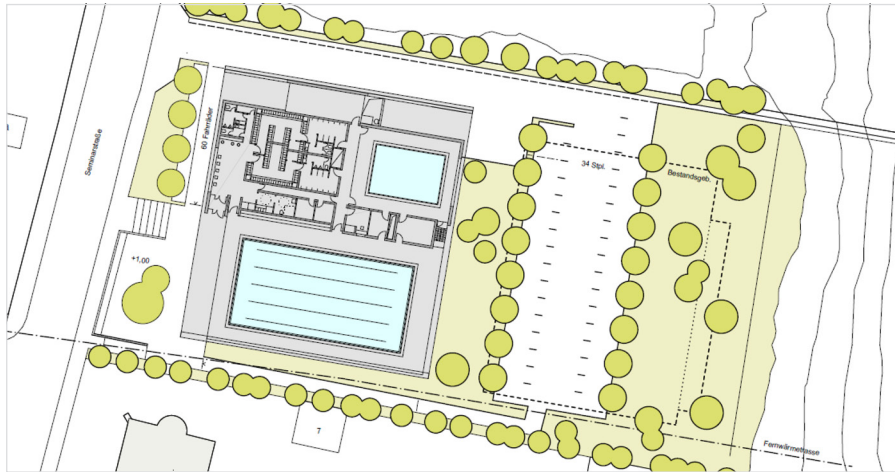 Seminarstraße
60 Fahrräder
34 Stpl.
Bestandsgeb.
+1.00
7
Fernwärmetrasse